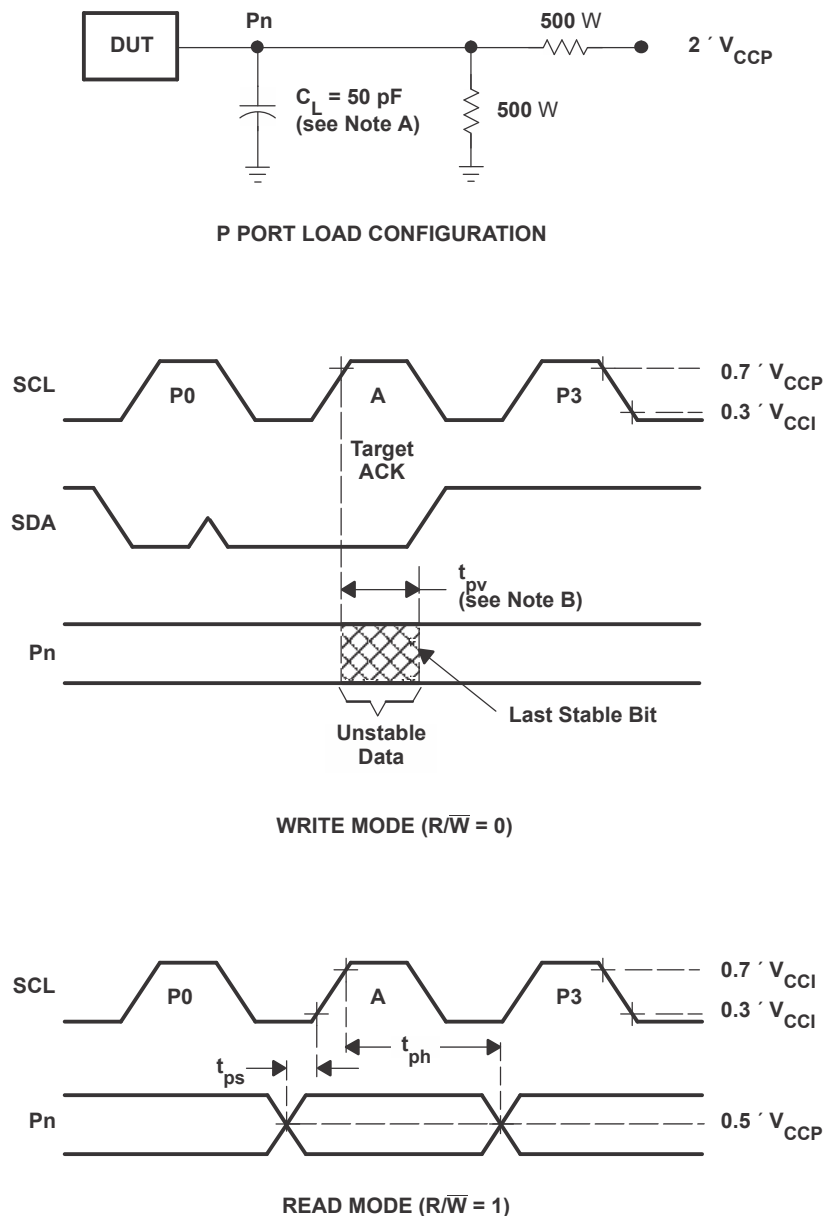 Pn
500 W
DUT
2 ´ VCCP
CL = 50 pF
(see Note A)
500 W
P PORT LOAD CONFIGURATION
SCL
P0
A
P3
0.7 ´ VCCP
0.3 ´ VCCI
Target
ACK
SDA
tpv
(see Note B)
Pn
Last Stable Bit
Unstable
Data
WRITE MODE (R/W̅ = 0)
SCL
P0
A
P3
0.7 ´ VCCI
0.3 ´ VCCI
tph
tps
Pn
0.5 ´ VCCP
READ MODE (R/W̅ = 1)